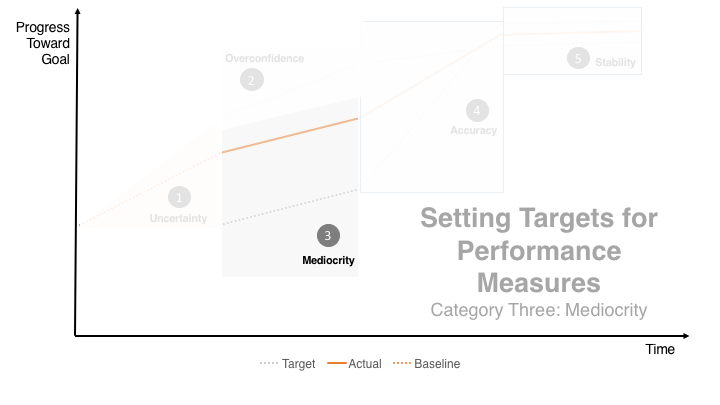 Progress
Toward
Goal
Overconfidence
2
5
Stability
4
Accuracy
1
Uncertainty
3
Mediocrity
Setting Targets for
Performance
Measures
Category Three: Mediocrity
Time
Target Actual Baseline